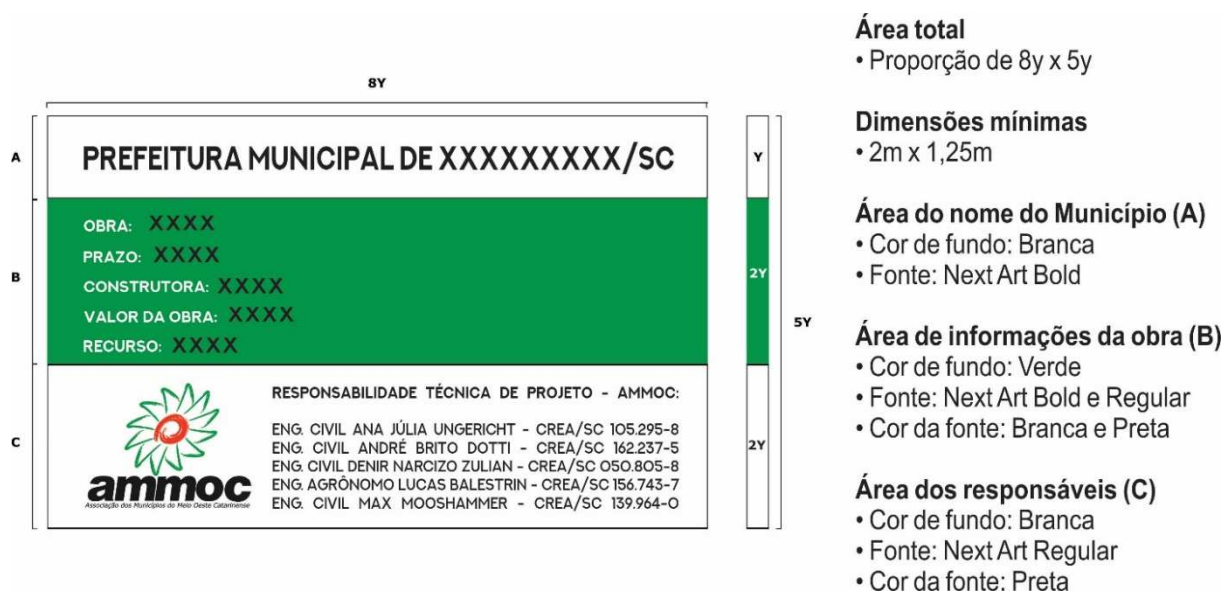 8Y
A
PREFEITURA MUNICIPAL DE XXXXXXXXX/SC
Y
B
OBRA: XXXX
PRAZO: XXXX
CONSTRUTORA: XXXX
VALOR DA OBRA: XXXX
RECURSO: XXXX
2Y
5Y
C
ammoc
Associação dos Municípios do Meio Oeste Catarinense
RESPONSABILIDADE TÉCNICA DE PROJETO - AMMOC:
ENG. CIVIL ANA JÚLIA UNGERICHT - CREA/SC 105.295-8
ENG. CIVIL ANDRÉ BRITO DOTTI - CREA/SC 162.237-5
ENG. CIVIL DENIR NARCIZO ZULIAN - CREA/SC 050.805-8
ENG. AGRÔNOMO LUCAS BALESTRIN - CREA/SC 156.743-7
ENG. CIVIL MAX MOOSHAMMER - CREA/SC 139.964-0
2Y
Área total
• Proporção de 8y x 5y
Dimensões mínimas
• 2m x 1,25m
Área do nome do Município (A)
• Cor de fundo: Branca
• Fonte: Next Art Bold
Área de informações da obra (B)
• Cor de fundo: Verde
• Fonte: Next Art Bold e Regular
• Cor da fonte: Branca e Preta
Área dos responsáveis (C)
• Cor de fundo: Branca
• Fonte: Next Art Regular
• Cor da fonte: Preta